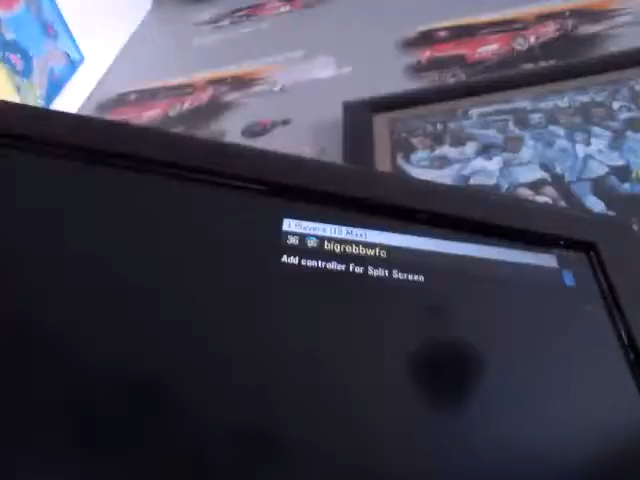 1 Players (18 Max)
36 bigrobbwfc
Add controller For Split Screen